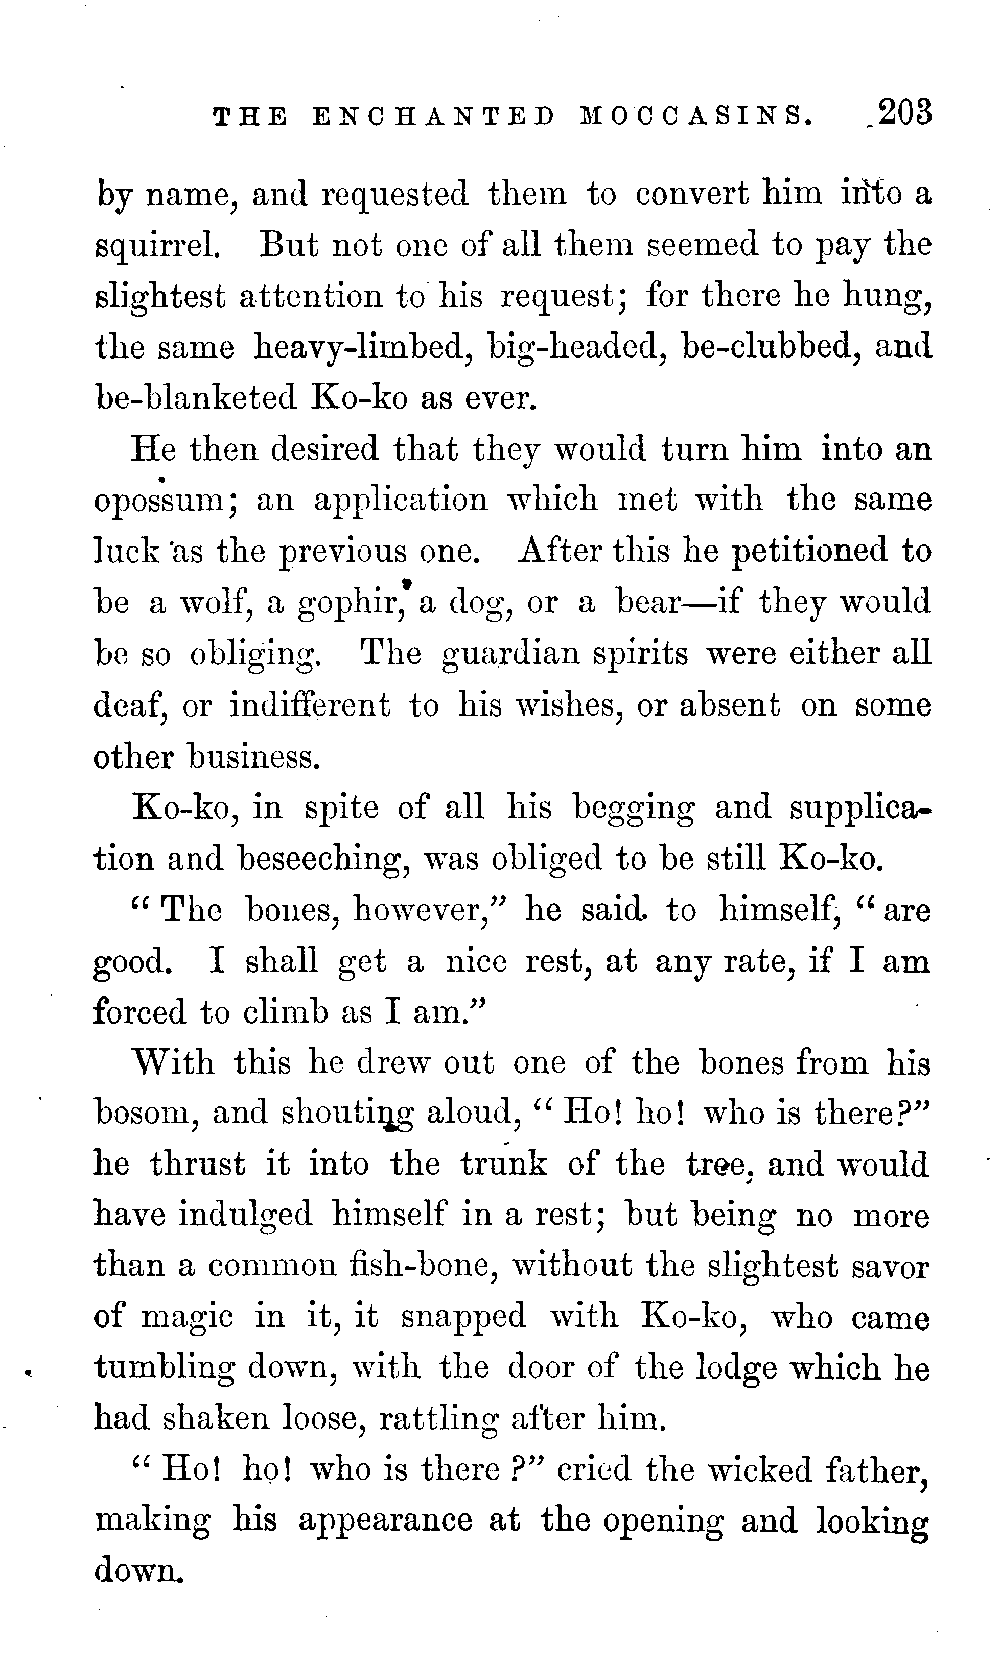 THE ENCHANTED MOCCASINS. 203
by name, and requested them to convert him into a
squirrel. But not one of all them seemed to pay the
slightest attention to his request; for there he hung,
the same heavy-limbed, big-headed, be-clubbed, and
be-blanketed Ko-ko as ever.
He then desired that they would turn him into an
opossum; an application which met with the same
luck as the previous one. After this he petitioned to
be a wolf, a gophir, a dog, or a bear—if they would
be so obliging. The guardian spirits were either all
deaf, or indifferent to his wishes, or absent on some
other business.
Ko-ko, in spite of all his begging and supplica-
tion and beseeching, was obliged to be still Ko-ko.
“The bones, however,” he said to himself, “are
good. I shall get a nice rest, at any rate, if I am
forced to climb as I am.”
With this he drew out one of the bones from his
bosom, and shouting aloud, “Ho! ho! who is there?”
he thrust it into the trunk of the tree, and would
have indulged himself in a rest; but being no more
than a common fish-bone, without the slightest savor
of magic in it, it snapped with Ko-ko, who came
tumbling down, with the door of the lodge which he
had shaken loose, rattling after him.
“Ho! ho! who is there?” cried the wicked father,
making his appearance at the opening and looking
down.